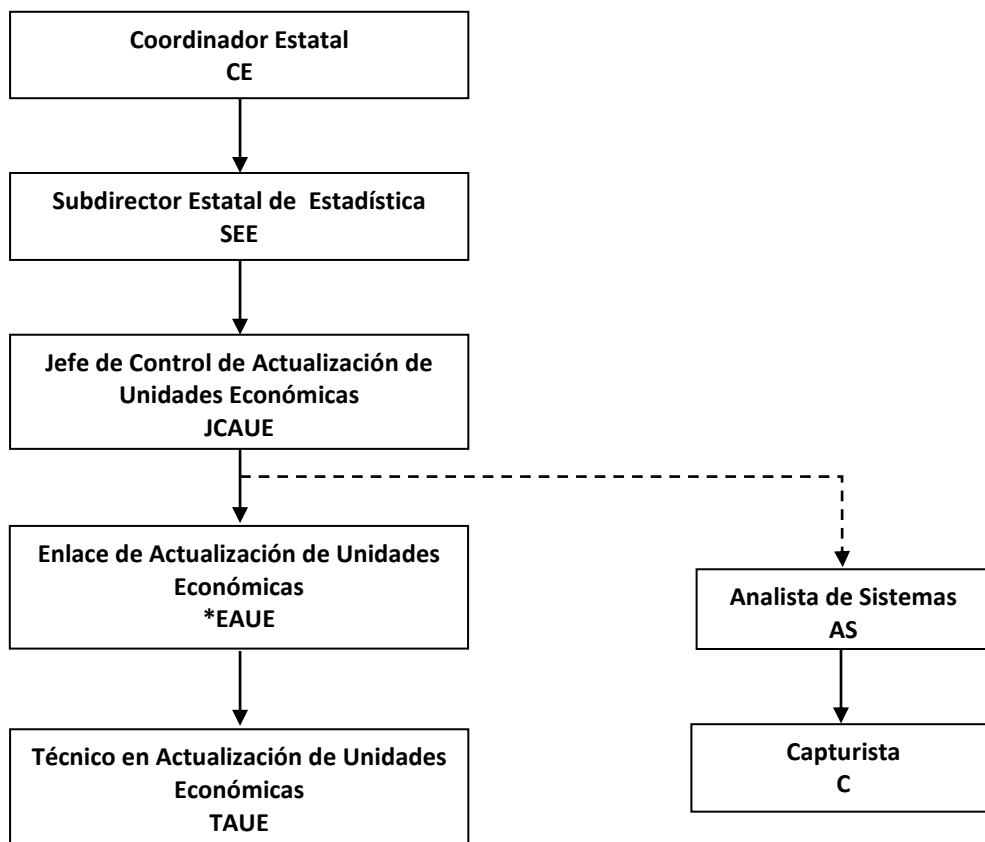 Coordinador Estatal
CE
Subdirector Estatal de Estadística
SEE
Jefe de Control de Actualización de
Unidades Económicas
JCAUE
Enlace de Actualización de Unidades
Económicas
*EAUE
Analista de Sistemas
AS
Técnico en Actualización de Unidades
Económicas
TAUE
Capturista
C